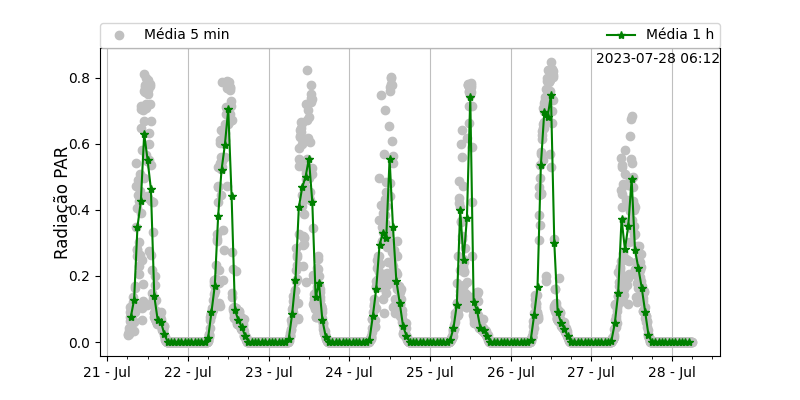 Média 5 min
Média 1 h
2023-07-28 06:12
Radiação PAR
0.8
0.6
0.4
0.2
0.0
21 - Jul
22 - Jul
23 - Jul
24 - Jul
25 - Jul
26 - Jul
27 - Jul
28 - Jul